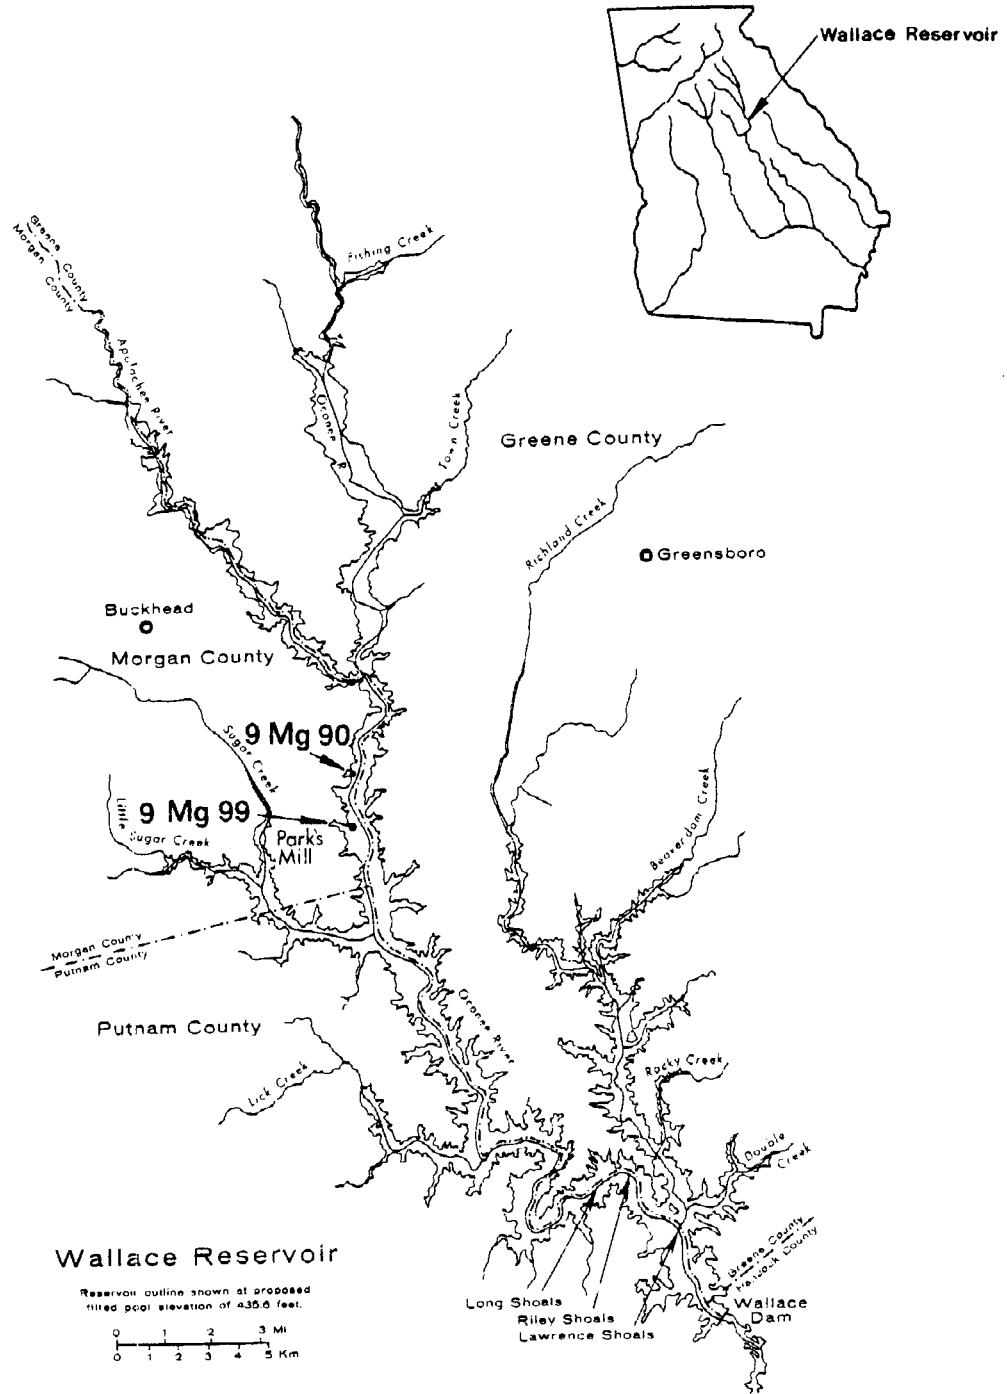 Wallace Reservoir
Greene County
Morgan County
Fishing Creek
Apalachee River
Oconee R
Town Creek
Greene County
Richland Creek
Greensboro
Buckhead
Morgan County
Sugar Creek
9 Mg 90
9 Mg 99
Little
Sugar Creek
Park's
Mill
Beaverdam Creek
Morgan County
Putnam County
Oconee River
Putnam County
Lick Creek
Rocky Creek
Double
Creek
Greene County
Hancock County
Wallace Reservoir
Reservoir outline shown at proposed
filled pool elevation of 435.6 feet.
0 3 Mi
0 1 2 3 4 5 Km
Long Shoals
Riley Shoals
Lawrence Shoals
Wallace
Dam